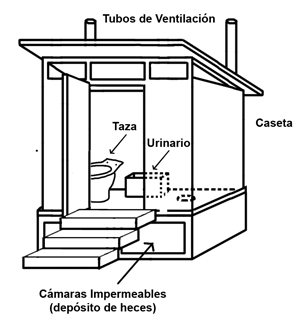 Tubos de Ventilación
Caseta
Taza
Urinario
Cámaras Impermeables
(depósito de heces)